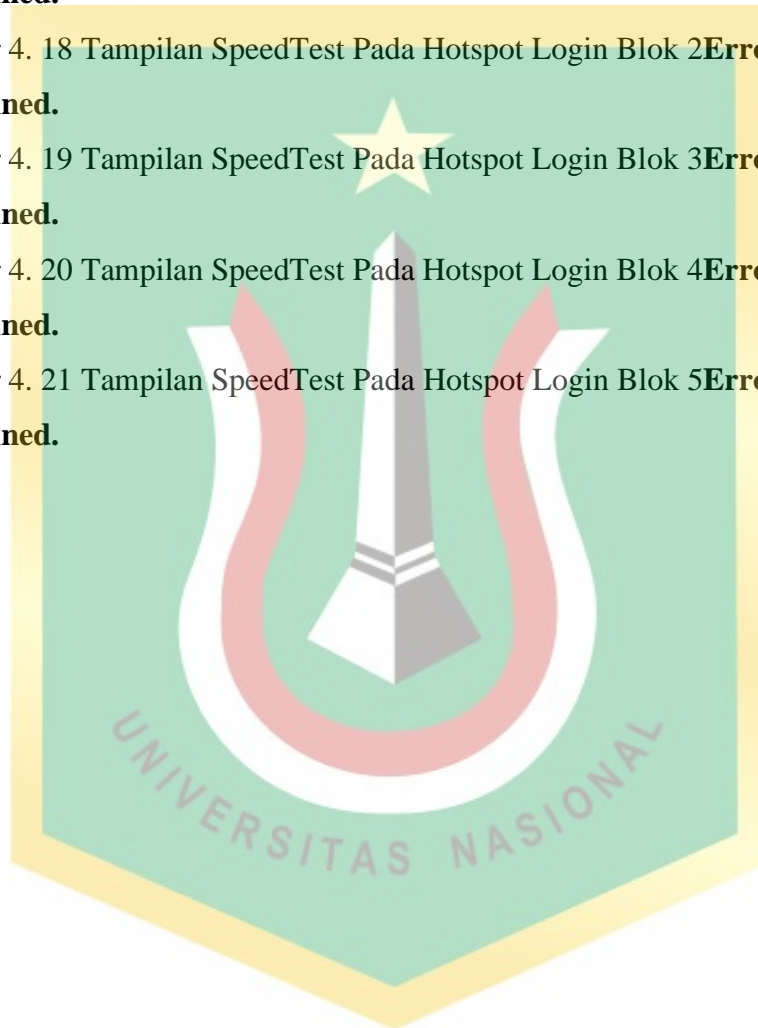 4. 18 Tampilan SpeedTest Pada Hotspot Login Blok 2Erro
ned.
4. 19 Tampilan SpeedTest Pada Hotspot Login Blok 3Erro
ned.
4. 20 Tampilan SpeedTest Pada Hotspot Login Blok 4Erro
ned.
4. 21 Tampilan SpeedTest Pada Hotspot Login Blok 5Erro
ned.
UNIVERSITAS NASIONAL